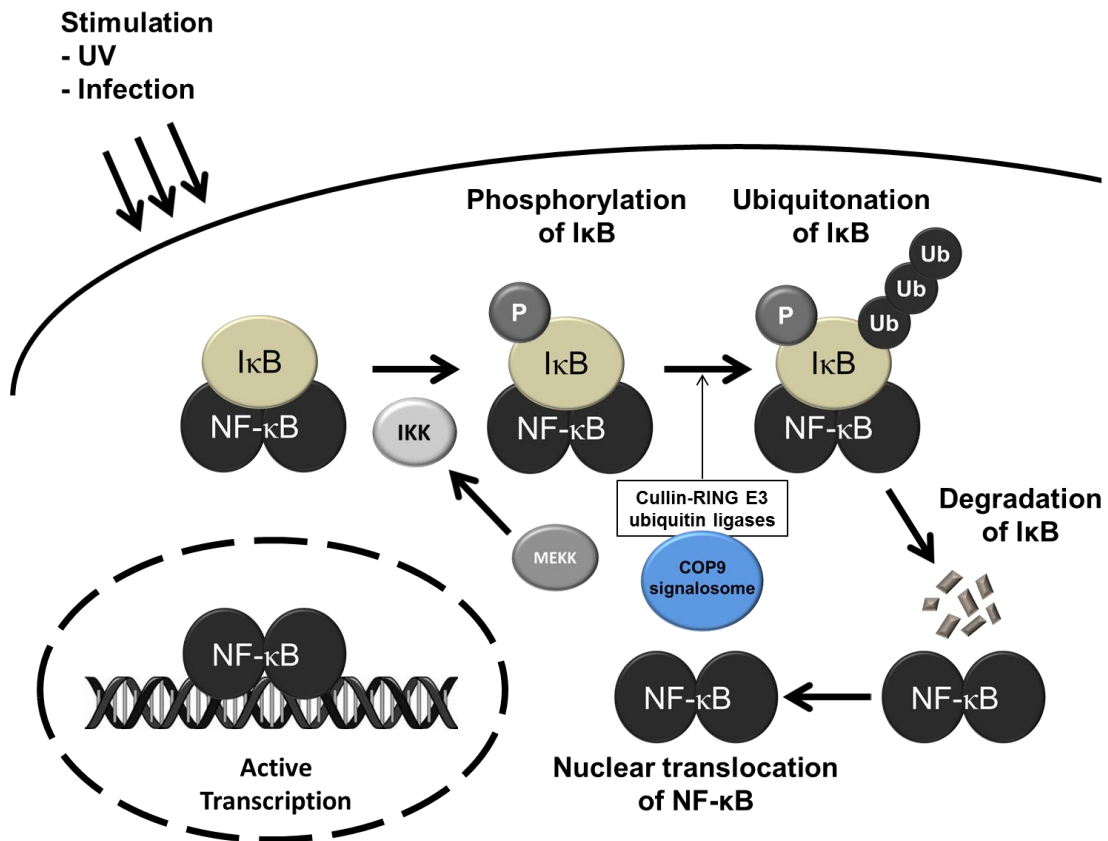 Stimulation
- UV
- Infection
Phosphorylation
of IκB
Ubiquitonation
of IκB
Ub
Ub
Ub
P
P
IκB
IκB
IκB
NF-κB
NF-κB
NF-κB
IKK
Cullin-RING E3
ubiquitin ligases
Degradation
of IκB
MEKK
COP9
signalosome
NF-κB
NF-κB
NF-κB
Nuclear translocation
of NF-κB
Active
Transcription